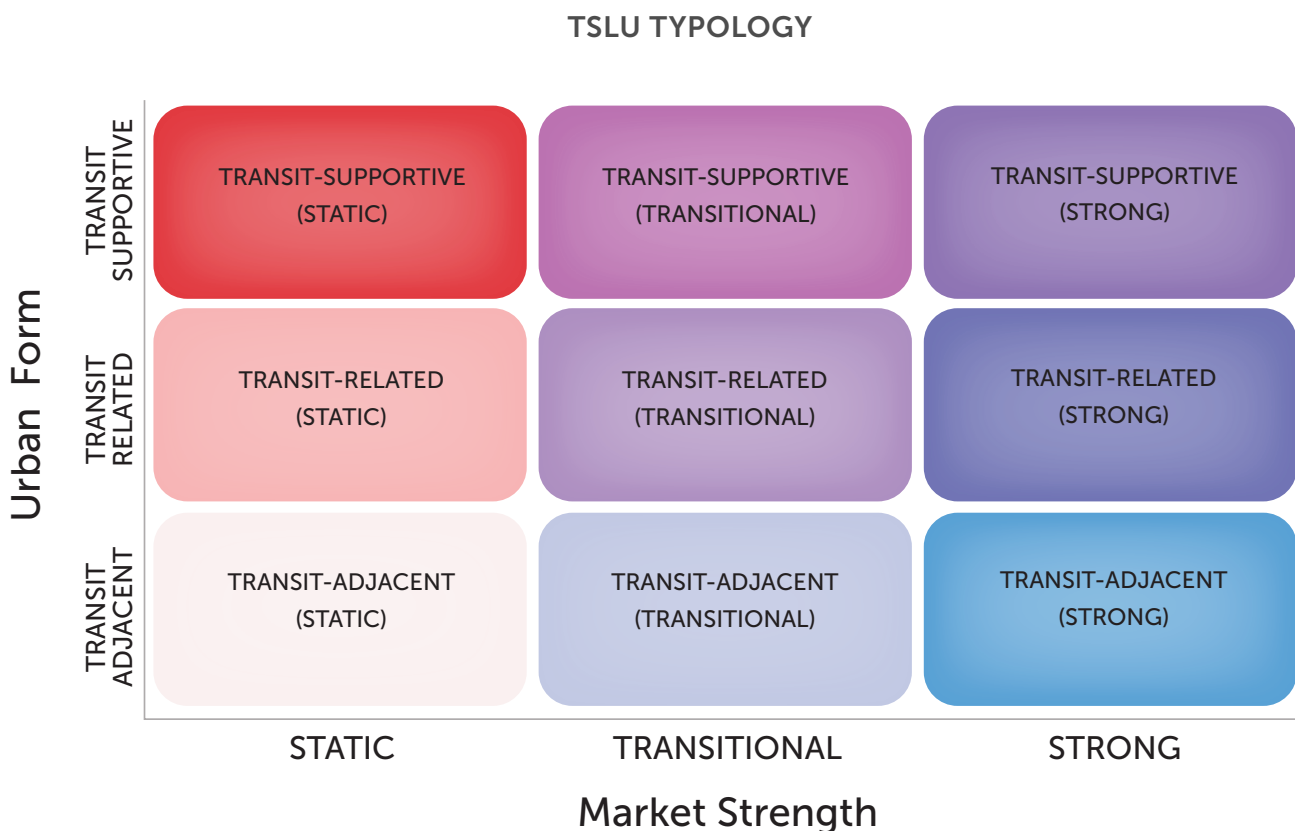 TSLU TYPOLOGY
Urban Form
TRANSIT
SUPPORTIVE
TRANSIT-SUPPORTIVE
(STATIC)
TRANSIT-SUPPORTIVE
(TRANSITIONAL)
TRANSIT-SUPPORTIVE
(STRONG)
TRANSIT
RELATED
TRANSIT-RELATED
(STATIC)
TRANSIT-RELATED
(TRANSITIONAL)
TRANSIT-RELATED
(STRONG)
TRANSIT
ADJACENT
TRANSIT-ADJACENT
(STATIC)
TRANSIT-ADJACENT
(TRANSITIONAL)
TRANSIT-ADJACENT
(STRONG)
STATIC
TRANSITIONAL
STRONG
Market Strength